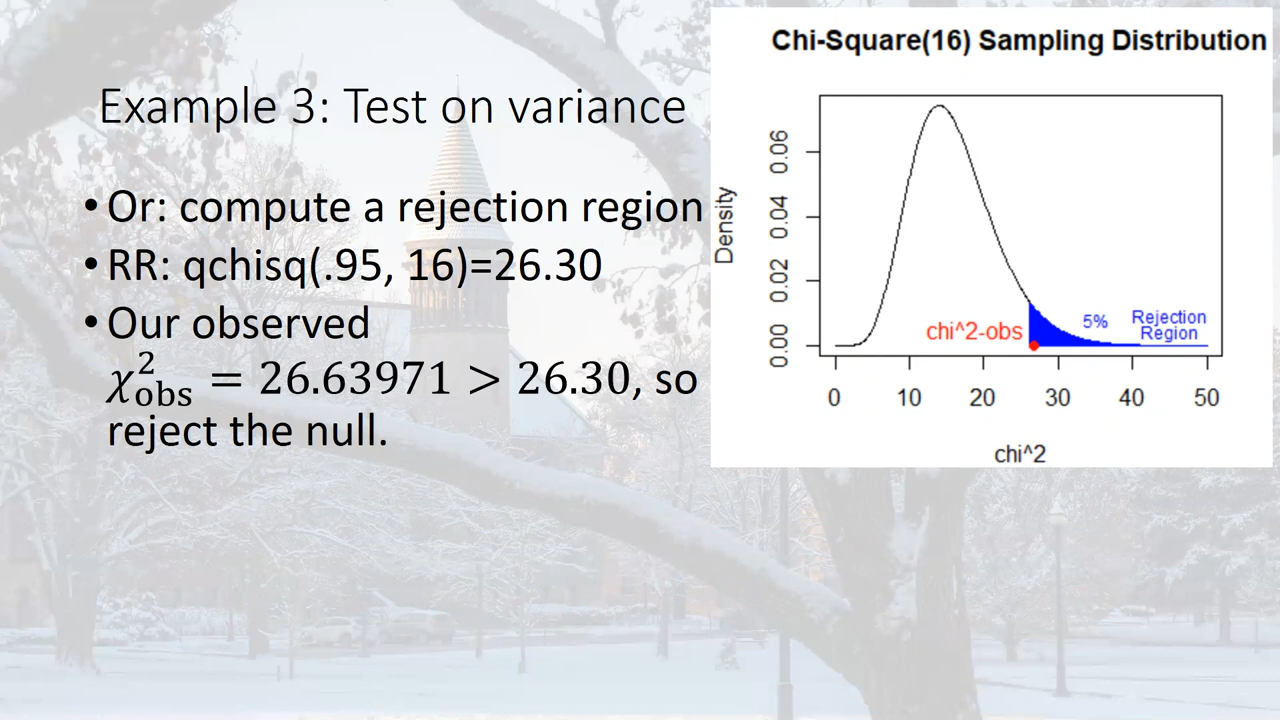 Example 3: Test on variance
• Or: compute a rejection region
• RR: qchisq(.95, 16)=26.30
• Our observed
χ²obs = 26.63971 > 26.30, so
reject the null.
Chi-Square(16) Sampling Distribution
Density
0.00 0.02 0.04 0.06
chi^2-obs
5%
Rejection
Region
0 10 20 30 40 50
chi^2